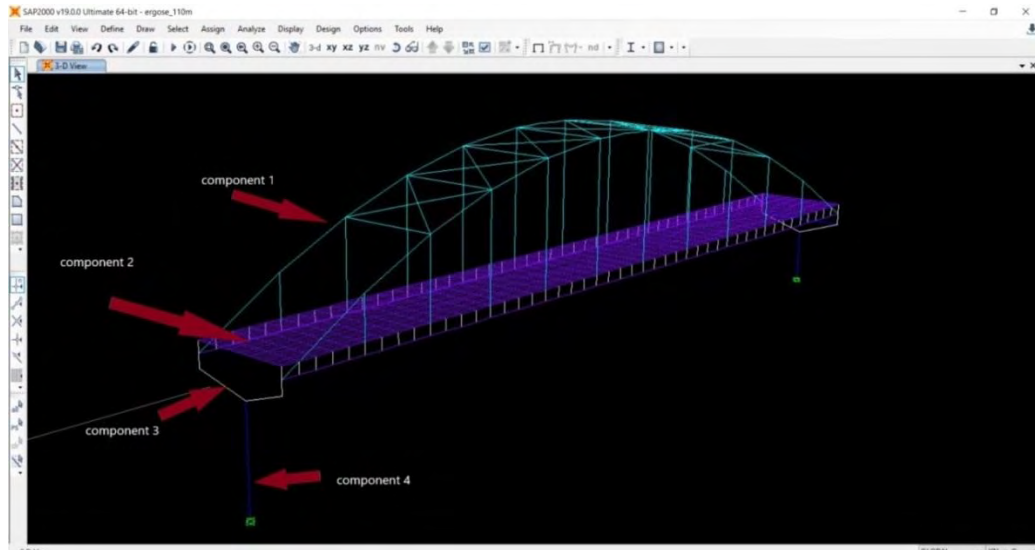 SAP2000 v19.0.0 Ultimate 64-bit - ergose_110m
File Edit View Define Draw Select Assign Analyze Display Design Options Tools Help
3-d xy xz yz nv nd
3-D View
component 1
component 2
component 3
component 4